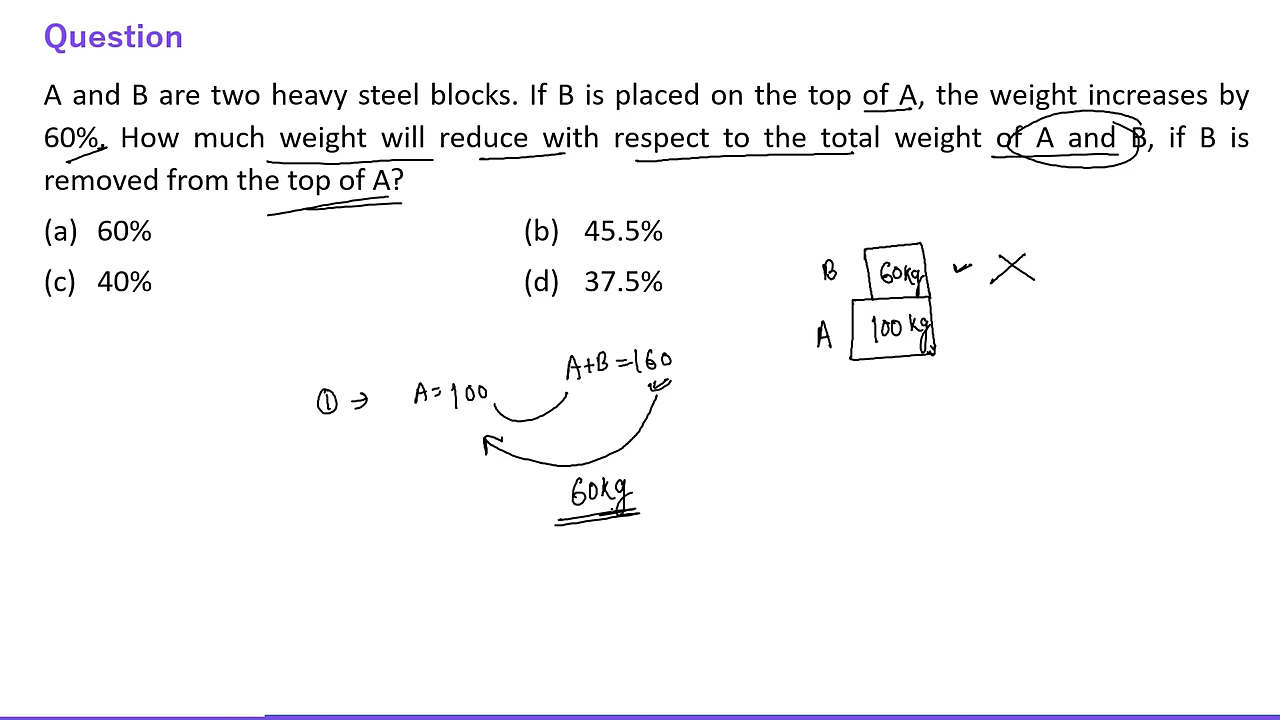 Question
A and B are two heavy steel blocks. If B is placed on the top of A, the weight increases by
60%. How much weight will reduce with respect to the total weight of A and B, if B is
removed from the top of A?
(a) 60% (b) 45.5%
(c) 40% (d) 37.5%
B 60kg
A 100 kg
① → A = 100 A+B = 160
60kg